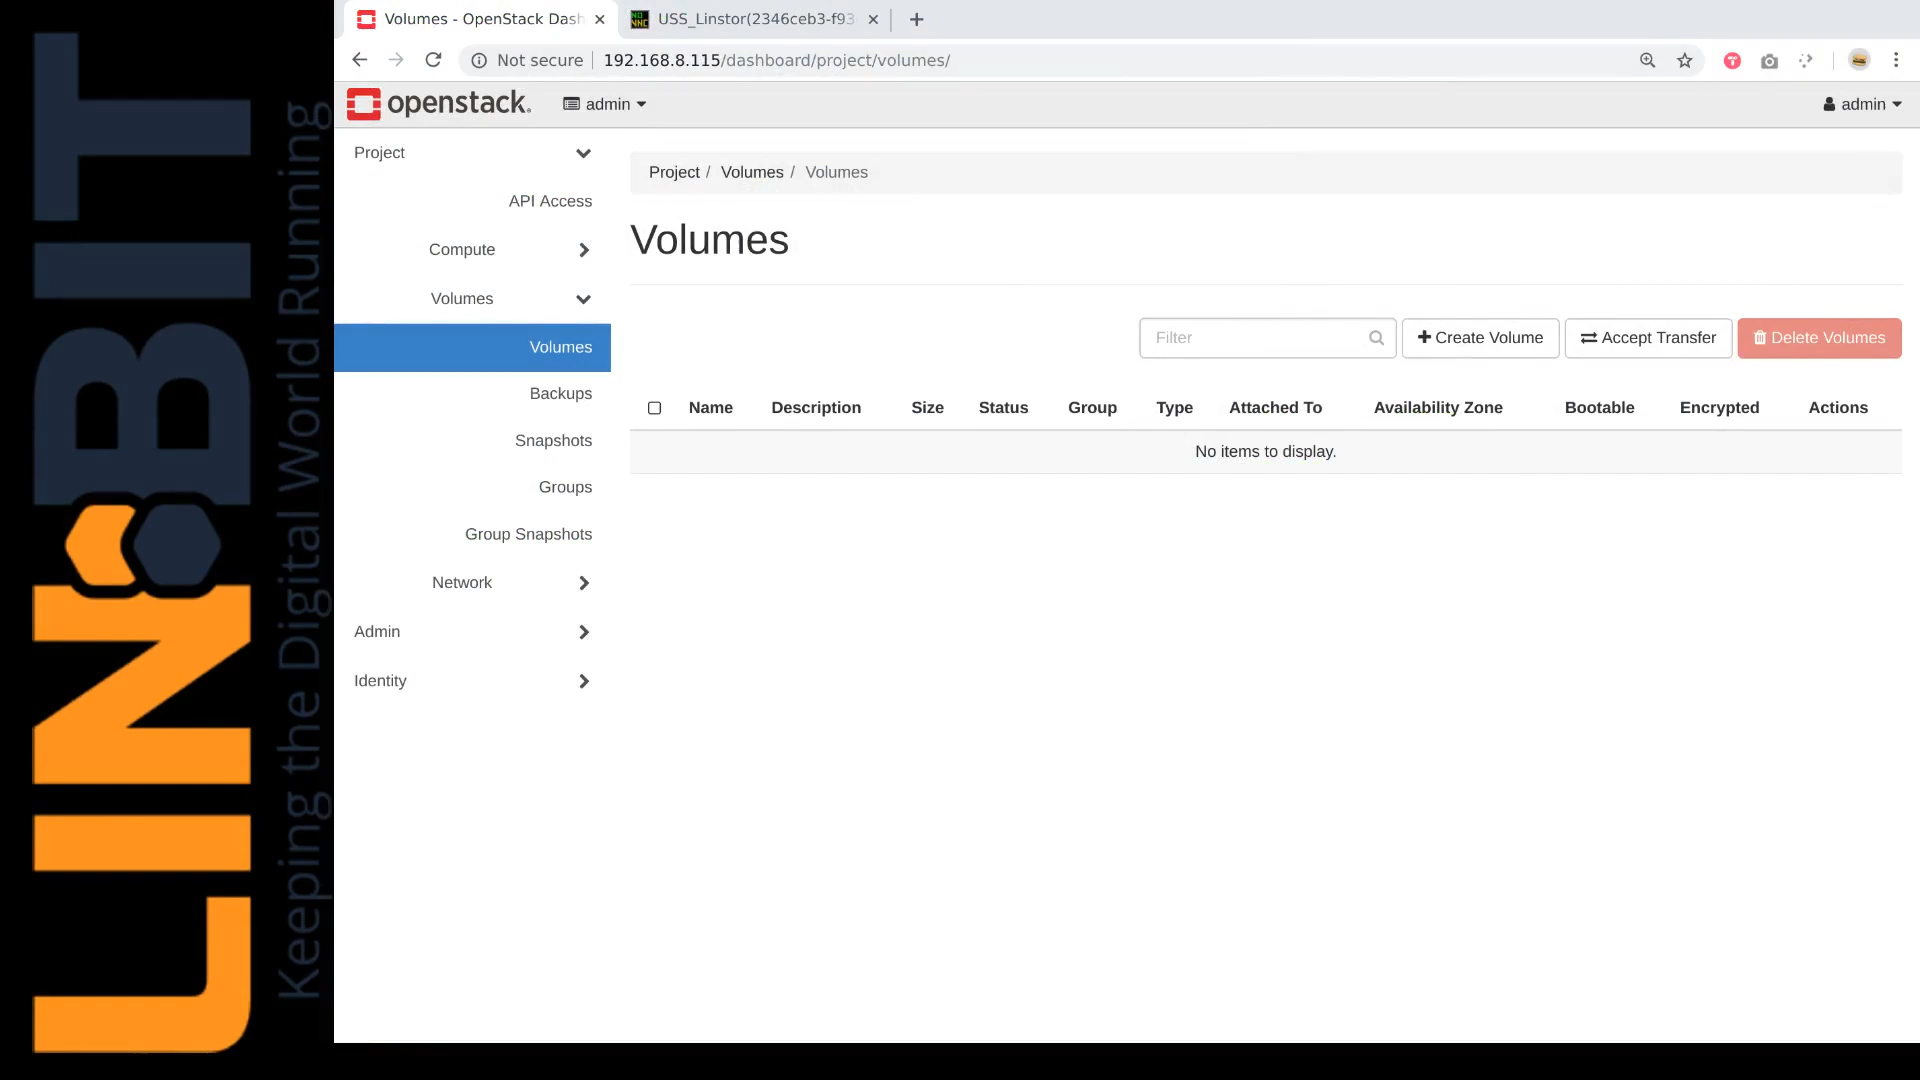 LINBIT
Keeping the Digital World Running
Volumes - OpenStack Dash
USS_Linstor(2346ceb3-f93
Not secure
192.168.8.115/dashboard/project/volumes/
openstack.
admin
admin
Project
API Access
Compute
Volumes
Volumes
Backups
Snapshots
Groups
Group Snapshots
Network
Admin
Identity
Project / Volumes / Volumes
Volumes
Filter
Create Volume
Accept Transfer
Delete Volumes
Name Description Size Status Group Type Attached To Availability Zone Bootable Encrypted Actions
No items to display.